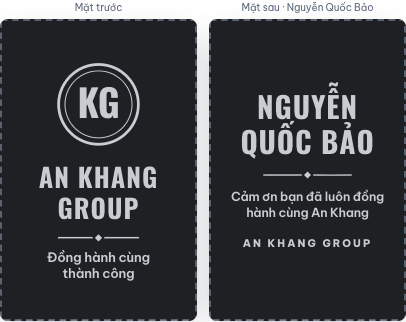 Mặt trước
KG
AN KHANG
GROUP
Đồng hành cùng
thành công
Mặt sau · Nguyễn Quốc Bảo
NGUYỄN
QUỐC BẢO
Cảm ơn bạn đã luôn đồng
hành cùng An Khang
AN KHANG GROUP